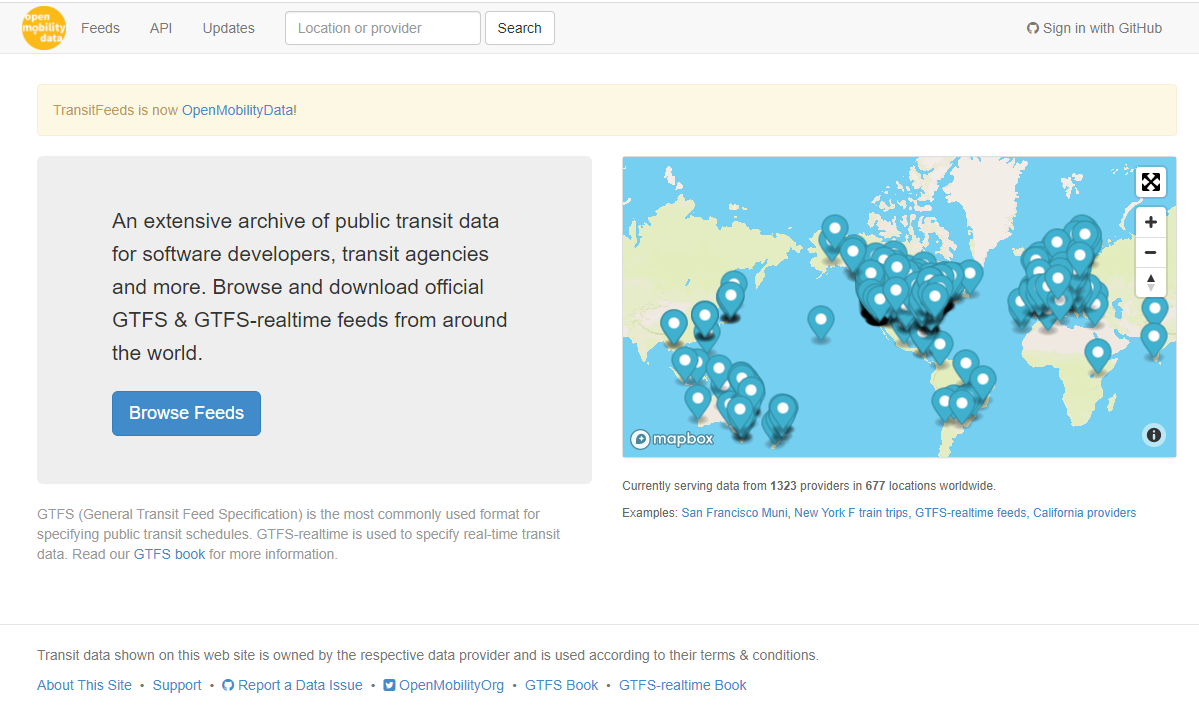 open
mobility
data
Feeds API Updates Location or provider Search Sign in with GitHub
TransitFeeds is now OpenMobilityData!
An extensive archive of public transit data
for software developers, transit agencies
and more. Browse and download official
GTFS & GTFS-realtime feeds from around
the world.
Browse Feeds
mapbox
Currently serving data from 1323 providers in 677 locations worldwide.
Examples: San Francisco Muni, New York F train trips, GTFS-realtime feeds, California providers
GTFS (General Transit Feed Specification) is the most commonly used format for
specifying public transit schedules. GTFS-realtime is used to specify real-time transit
data. Read our GTFS book for more information.
Transit data shown on this web site is owned by the respective data provider and is used according to their terms & conditions.
About This Site • Support • Report a Data Issue • OpenMobilityOrg • GTFS Book • GTFS-realtime Book